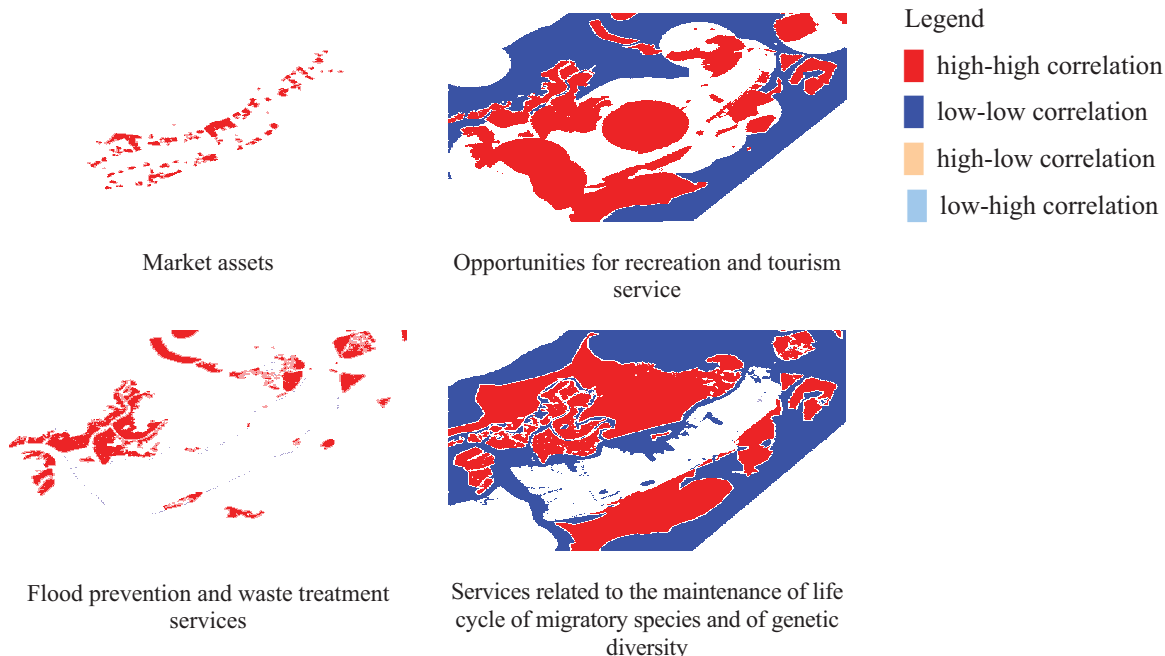 Legend
high-high correlation
low-low correlation
high-low correlation
low-high correlation
Market assets
Opportunities for recreation and tourism
service
Flood prevention and waste treatment
services
Services related to the maintenance of life
cycle of migratory species and of genetic
diversity